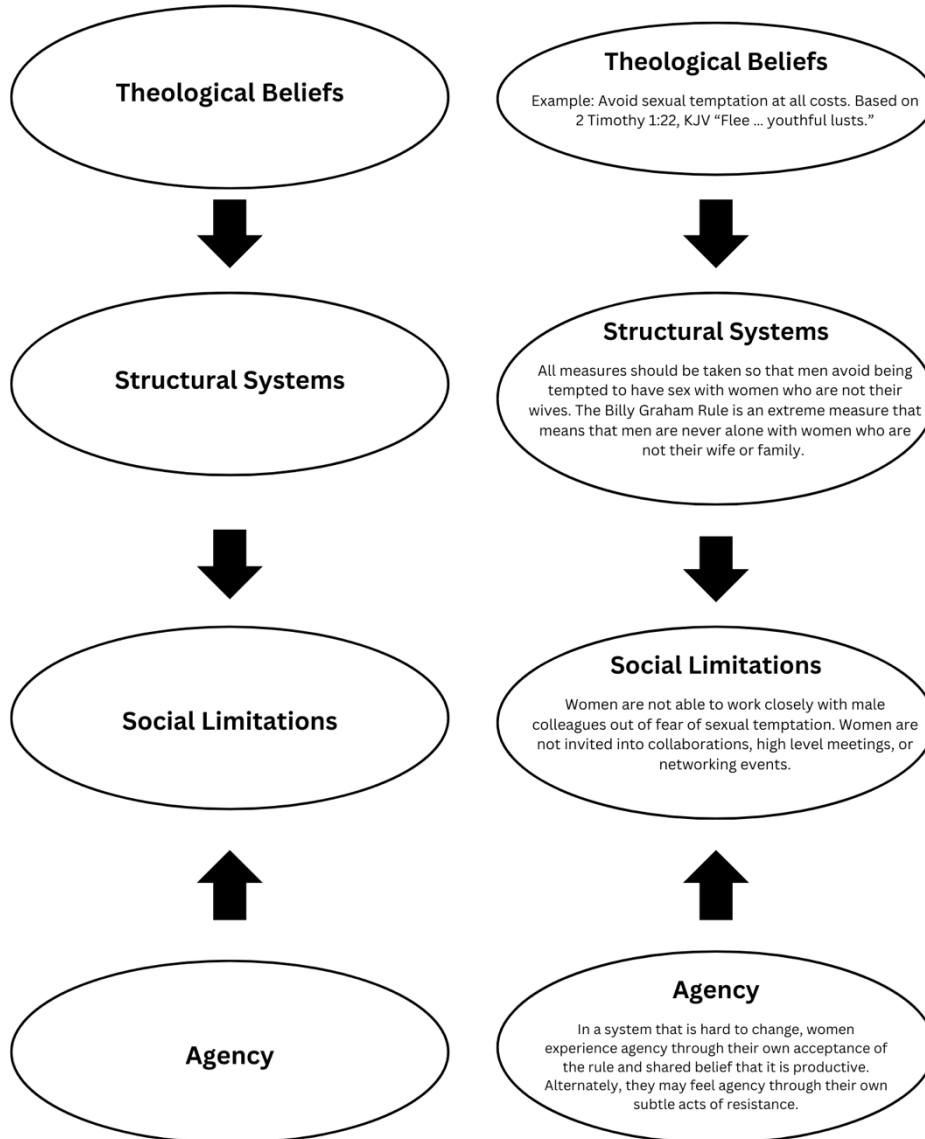 Theological Beliefs
Structural Systems
Social Limitations
Agency
Theological Beliefs
Example: Avoid sexual temptation at all costs. Based on
2 Timothy 1:22, KJV “Flee ... youthful lusts.”
Structural Systems
All measures should be taken so that men avoid being
tempted to have sex with women who are not their
wives. The Billy Graham Rule is an extreme measure that
means that men are never alone with women who are
not their wife or family.
Social Limitations
Women are not able to work closely with male
colleagues out of fear of sexual temptation. Women are
not invited into collaborations, high level meetings, or
networking events.
Agency
In a system that is hard to change, women
experience agency through their own acceptance of
the rule and shared belief that it is productive.
Alternately, they may feel agency through their own
subtle acts of resistance.